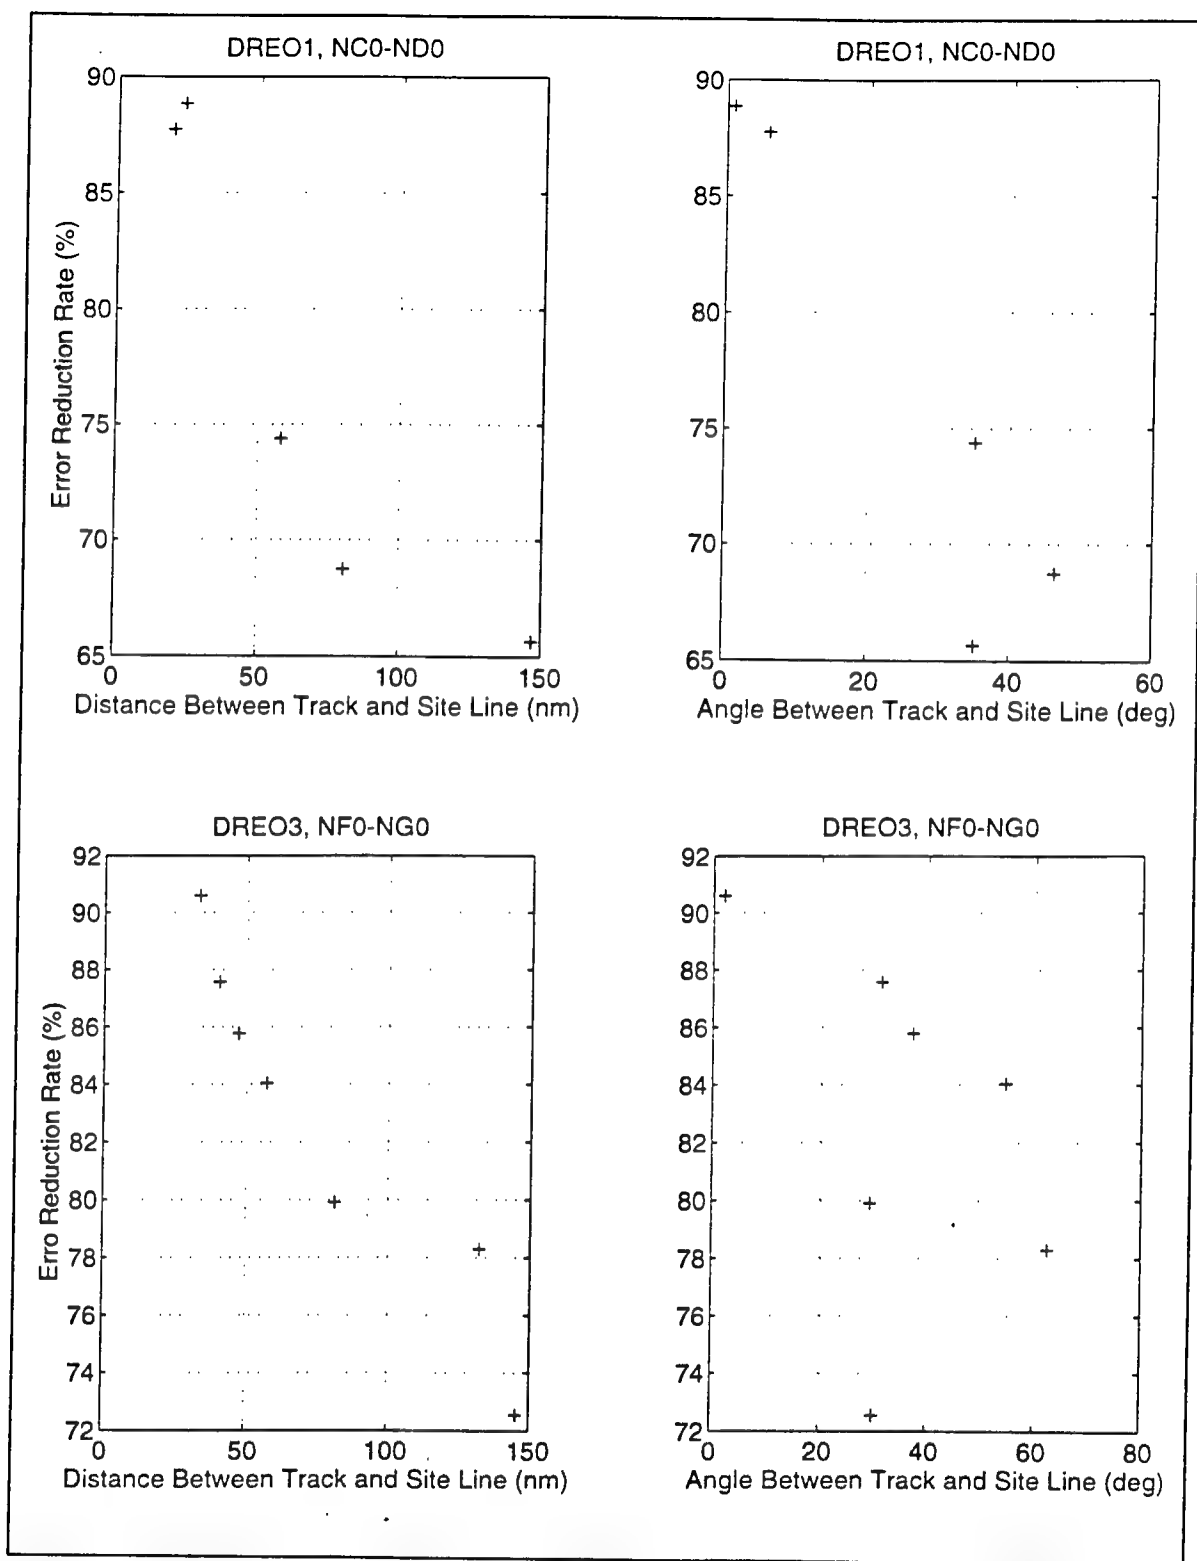 DREO1, NC0-ND0
90
85
80
75
70
65
Error Reduction Rate (%)
0 50 100 150
Distance Between Track and Site Line (nm)
DREO1, NC0-ND0
90
85
80
75
70
65
0 20 40 60
Angle Between Track and Site Line (deg)
DREO3, NF0-NG0
92
90
88
86
84
82
80
78
76
74
72
Erro Reduction Rate (%)
0 50 100 150
Distance Between Track and Site Line (nm)
DREO3, NF0-NG0
92
90
88
86
84
82
80
78
76
74
72
0 20 40 60 80
Angle Between Track and Site Line (deg)